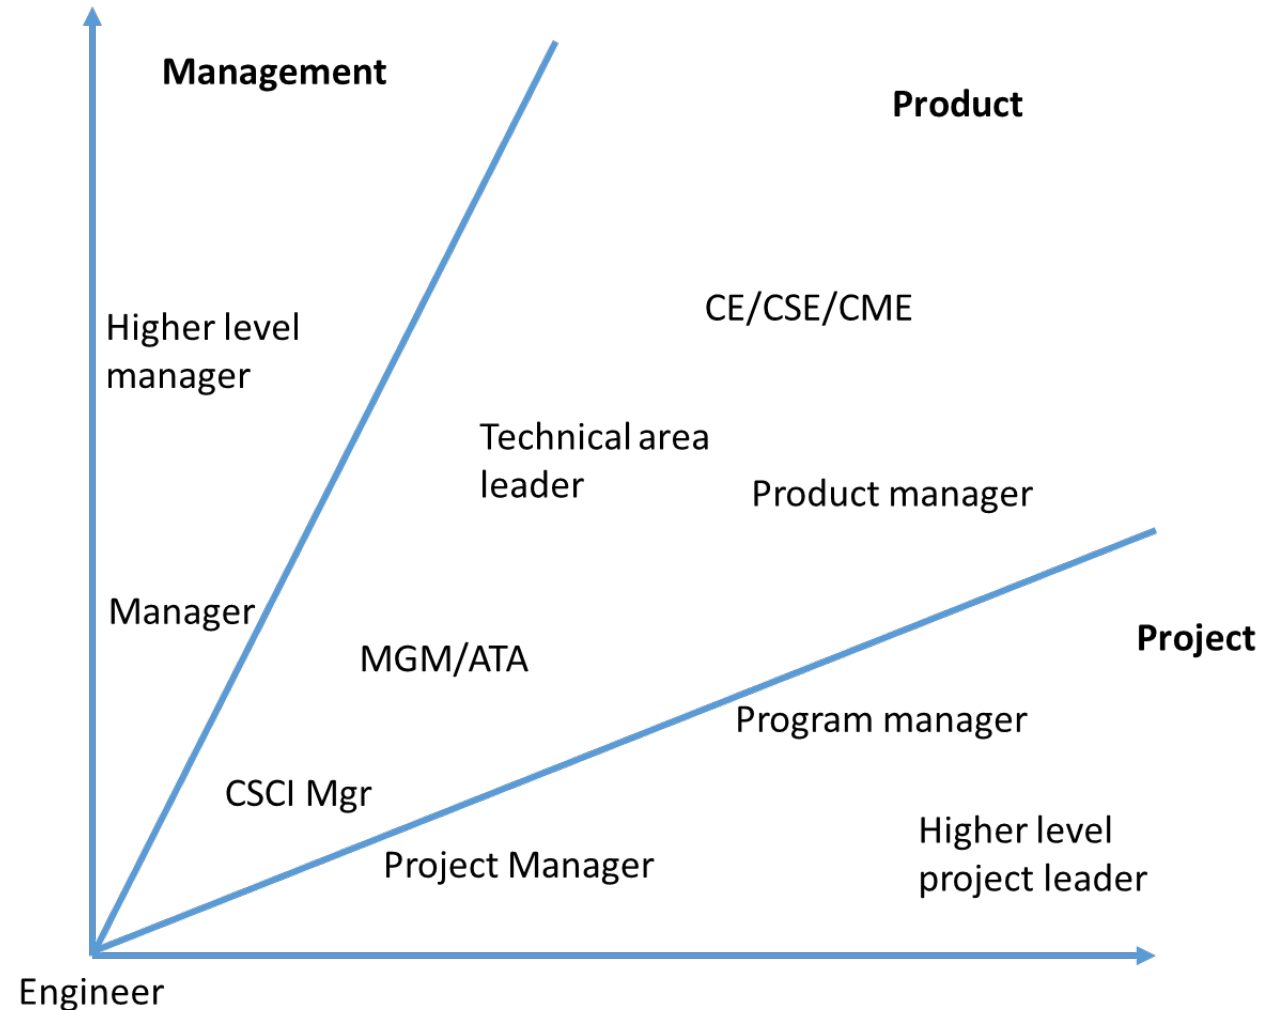 Management
Product
CE/CSE/CME
Higher level
manager
Technical area
leader
Product manager
Manager
Project
MGM/ATA
Program manager
CSCI Mgr
Higher level
project leader
Project Manager
Engineer